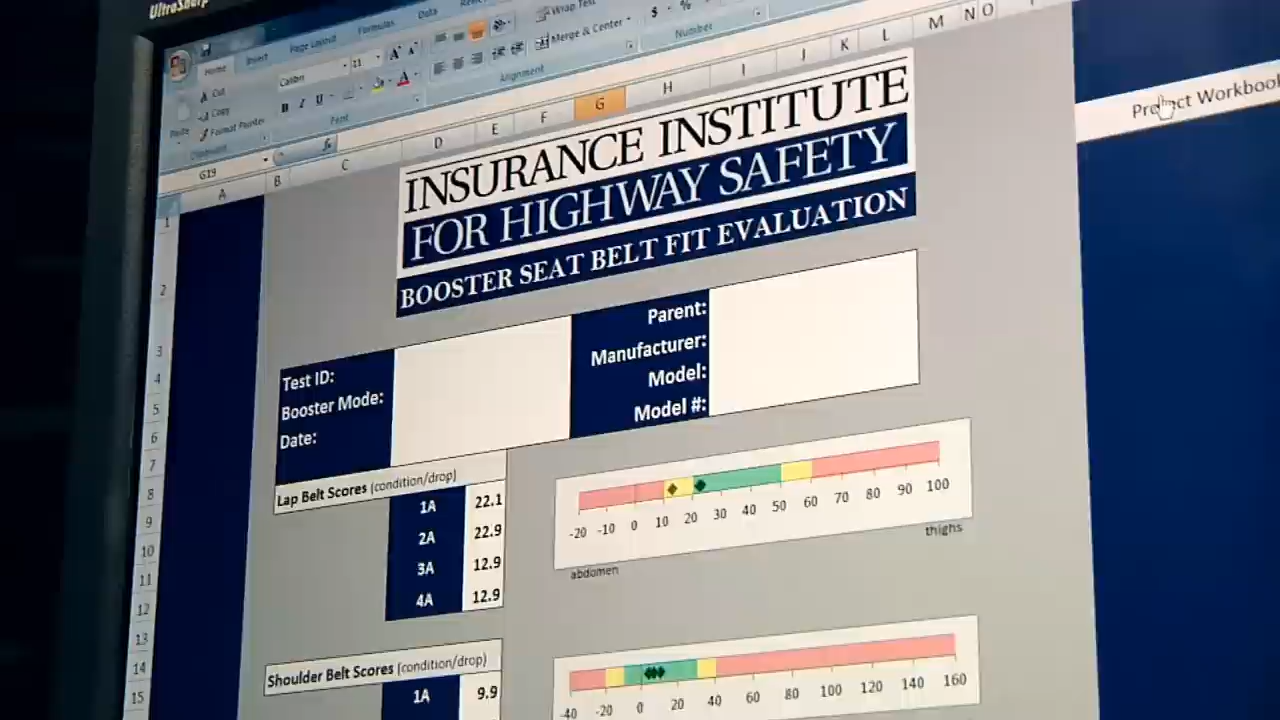 UltraSharp
Home Insert Page Layout Formulas Data
Cut
Copy
Format Painter
Paste
Clipboard
Calibri 11
B I U
Font
Wrap Text
Merge & Center
Alignment
$ %
Number
Project Workbook
G19
A B C D E F G H I J K L M N O
1
2
3
4
5
6
7
8
9
10
11
12
13
14
15
INSURANCE INSTITUTE
FOR HIGHWAY SAFETY
BOOSTER SEAT BELT FIT EVALUATION
Test ID:
Booster Mode:
Date:
Parent:
Manufacturer:
Model:
Model #:
Lap Belt Scores (condition/drop)
1A 22.1
2A 22.9
3A 12.9
4A 12.9
-20 -10 0 10 20 30 40 50 60 70 80 90 100
abdomen thighs
Shoulder Belt Scores (condition/drop)
1A 9.9
12.9
-40 -20 0 20 40 60 80 100 120 140 160